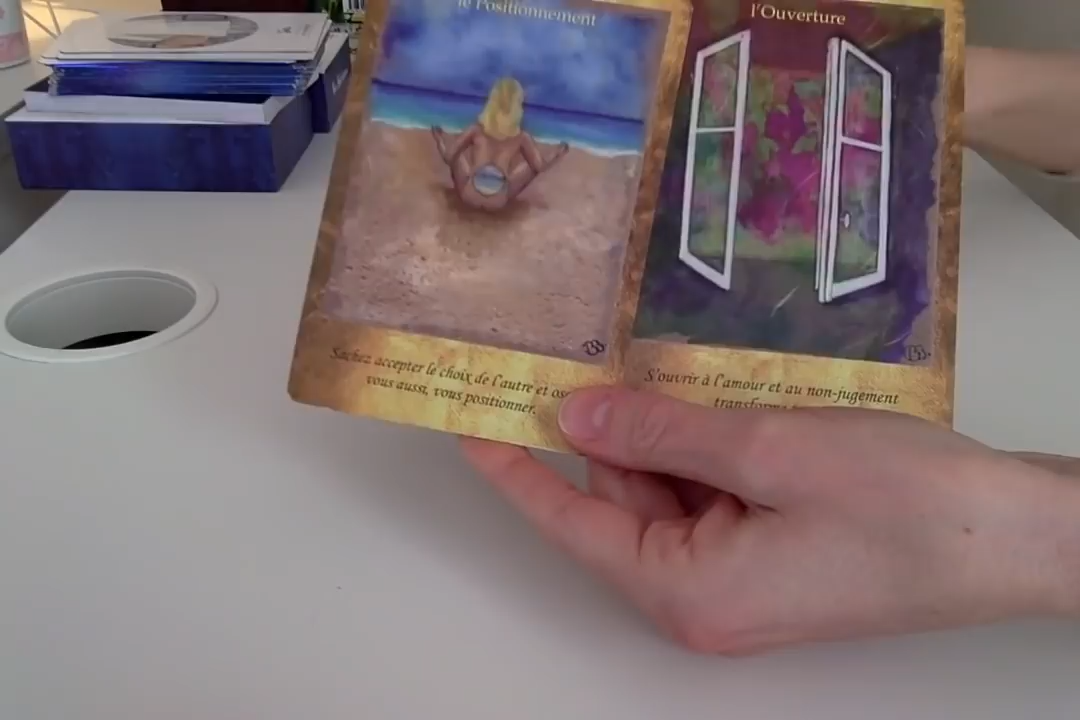 le Positionnement
Sachez accepter le choix de l'autre et
vous aussi, vous positionner.
l'Ouverture
S'ouvrir à l'amour et au non-jugement